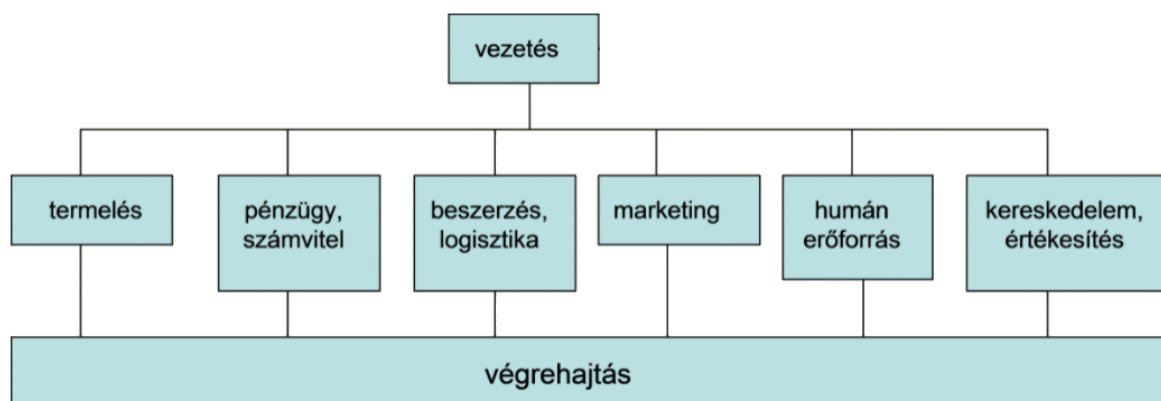 vezetés
termelés
pénzügy,
számvitel
beszerzés,
logisztika
marketing
humán
erőforrás
kereskedelem,
értékesítés
végrehajtás